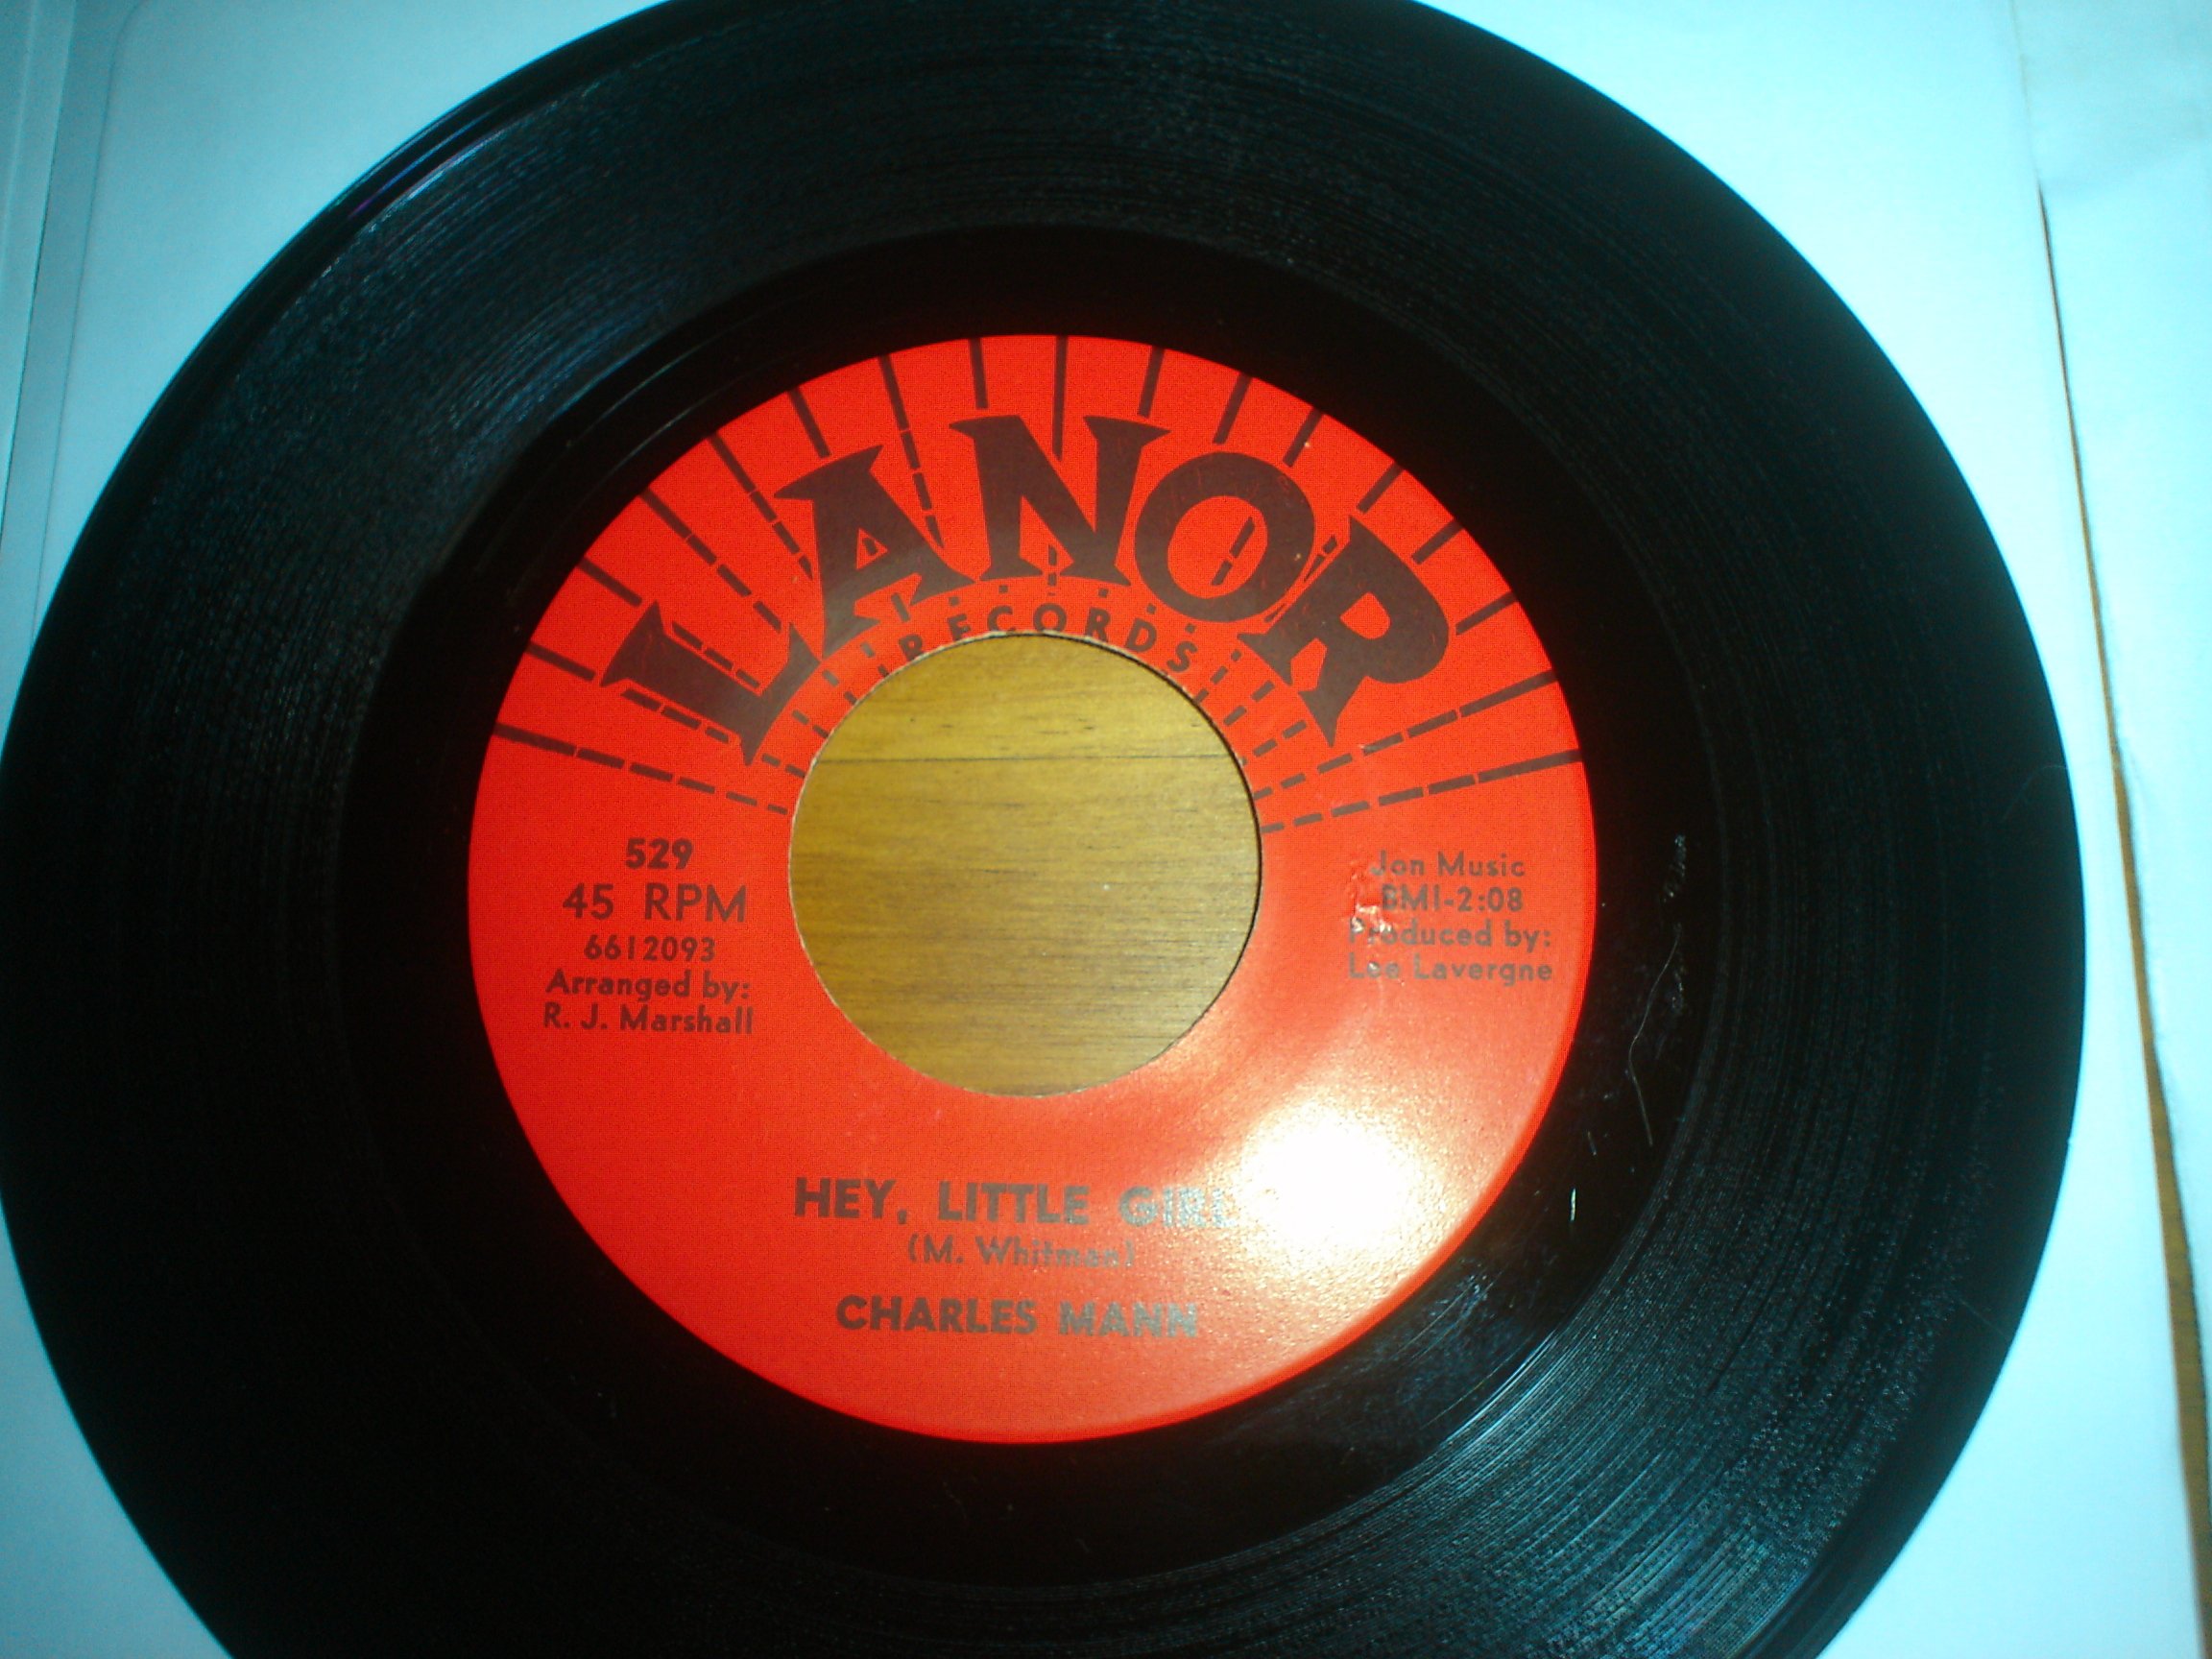 LANOR
RECORDS
529
45 RPM
6612093
Arranged by:
R. J. Marshall
Jon Music
BMI-2:08
Produced by:
Lee Lavergne
HEY, LITTLE GIRL
(M. Whitman)
CHARLES MANN